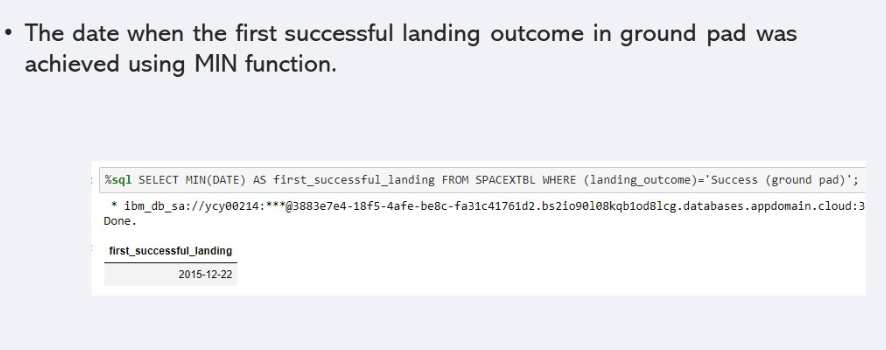 • The date when the first successful landing outcome in ground pad was
achieved using MIN function.
%sql SELECT MIN(DATE) AS first_successful_landing FROM SPACEXTBL WHERE (landing_outcome)='Success (ground pad)';
* ibm_db_sa://ycy00214:***@3883e7e4-18f5-4afe-be8c-fa31c41761d2.bs2io90l08kqb1od8lcg.databases.appdomain.cloud:3
Done.
first_successful_landing
2015-12-22